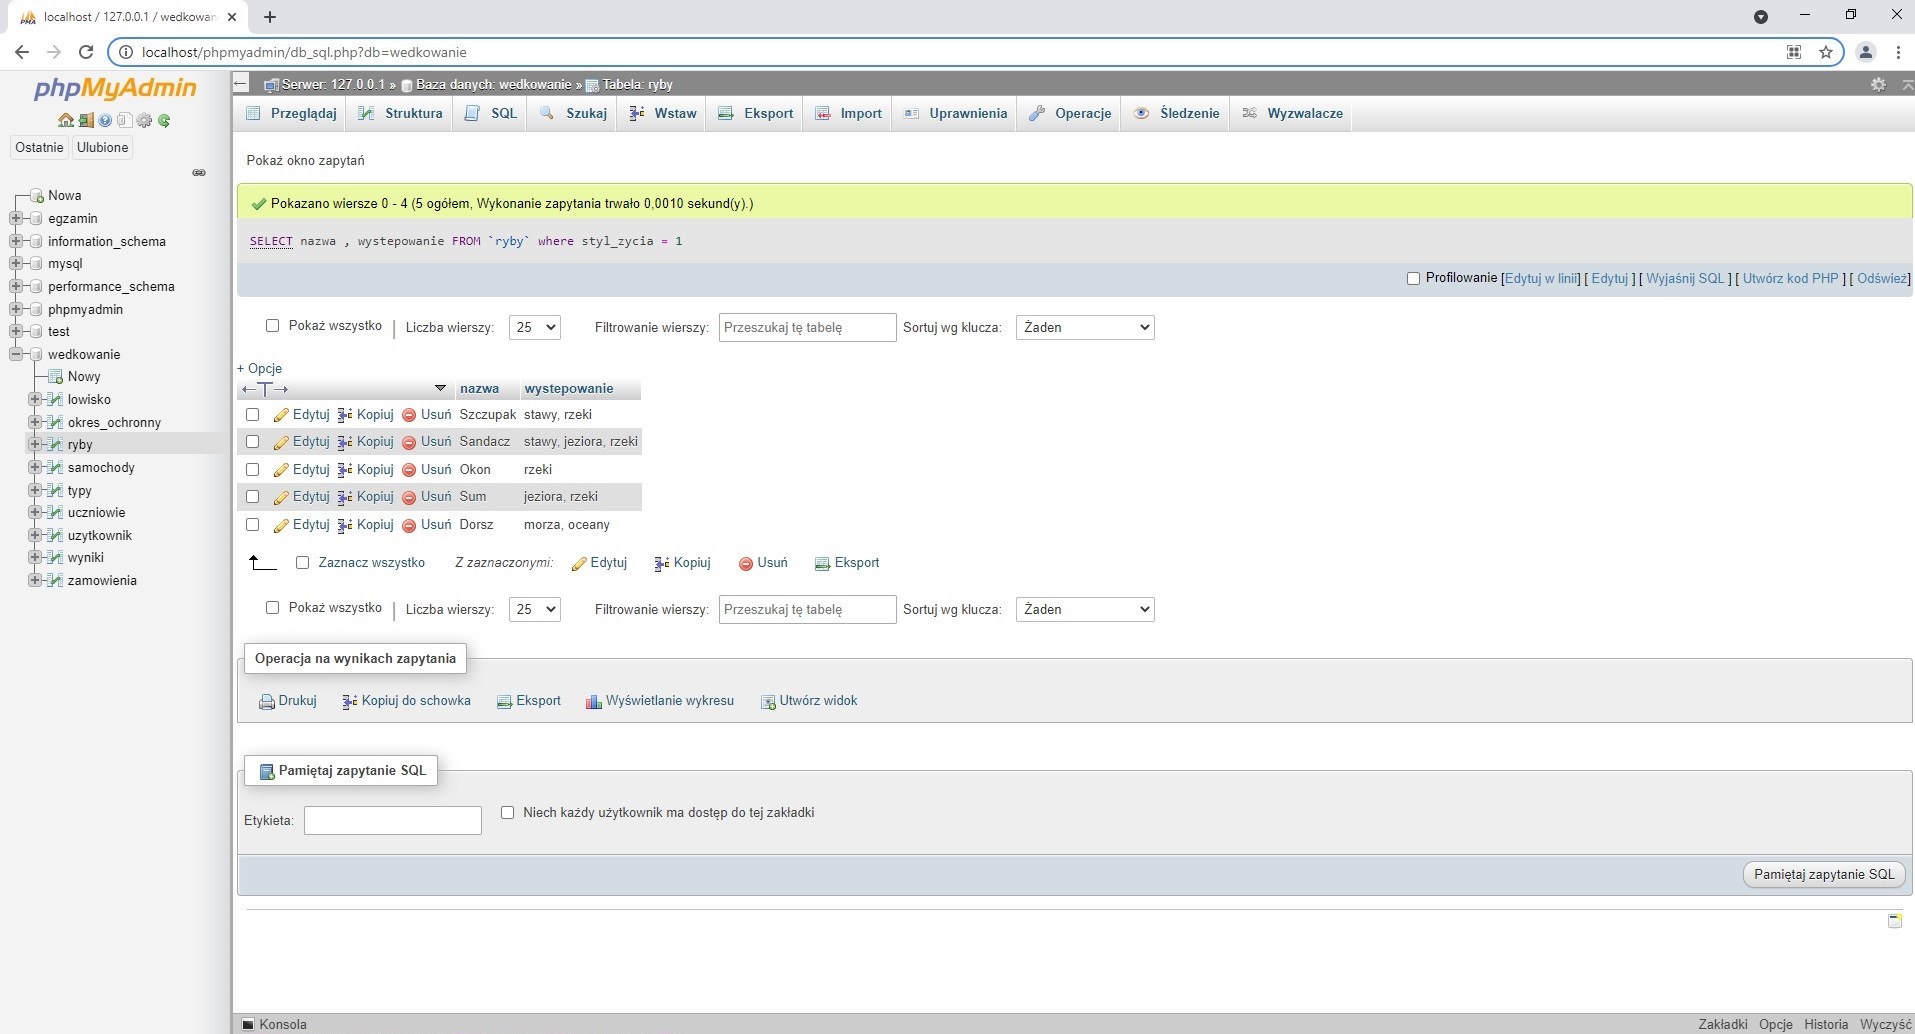 localhost / 127.0.0.1 / wedkowan
localhost/phpmyadmin/db_sql.php?db=wedkowanie
phpMyAdmin
Ostatnie Ulubione
Nowa
egzamin
information_schema
mysql
performance_schema
phpmyadmin
test
wedkowanie
Nowy
lowisko
okres_ochronny
ryby
samochody
typy
uczniowie
uzytkownik
wyniki
zamowienia
Serwer: 127.0.0.1 » Baza danych: wedkowanie » Tabela: ryby
Przeglądaj Struktura SQL Szukaj Wstaw Eksport Import Uprawnienia Operacje Śledzenie Wyzwalacze
Pokaż okno zapytań
Pokazano wiersze 0 - 4 (5 ogółem, Wykonanie zapytania trwało 0,0010 sekund(y).)
SELECT nazwa , wystepowanie FROM `ryby` where styl_zycia = 1
Profilowanie [Edytuj w linii] [ Edytuj ] [ Wyjaśnij SQL ] [ Utwórz kod PHP ] [ Odśwież]
Pokaż wszystko | Liczba wierszy: 25 Filtrowanie wierszy: Przeszukaj tę tabelę Sortuj wg klucza: Żaden
+ Opcje
←T→ nazwa wystepowanie
Edytuj Kopiuj Usuń Szczupak stawy, rzeki
Edytuj Kopiuj Usuń Sandacz stawy, jeziora, rzeki
Edytuj Kopiuj Usuń Okon rzeki
Edytuj Kopiuj Usuń Sum jeziora, rzeki
Edytuj Kopiuj Usuń Dorsz morza, oceany
Zaznacz wszystko Z zaznaczonymi: Edytuj Kopiuj Usuń Eksport
Pokaż wszystko | Liczba wierszy: 25 Filtrowanie wierszy: Przeszukaj tę tabelę Sortuj wg klucza: Żaden
Operacja na wynikach zapytania
Drukuj Kopiuj do schowka Eksport Wyświetlanie wykresu Utwórz widok
Pamiętaj zapytanie SQL
Etykieta: Niech każdy użytkownik ma dostęp do tej zakładki
Pamiętaj zapytanie SQL
Konsola Zakładki Opcje Historia Wyczyść